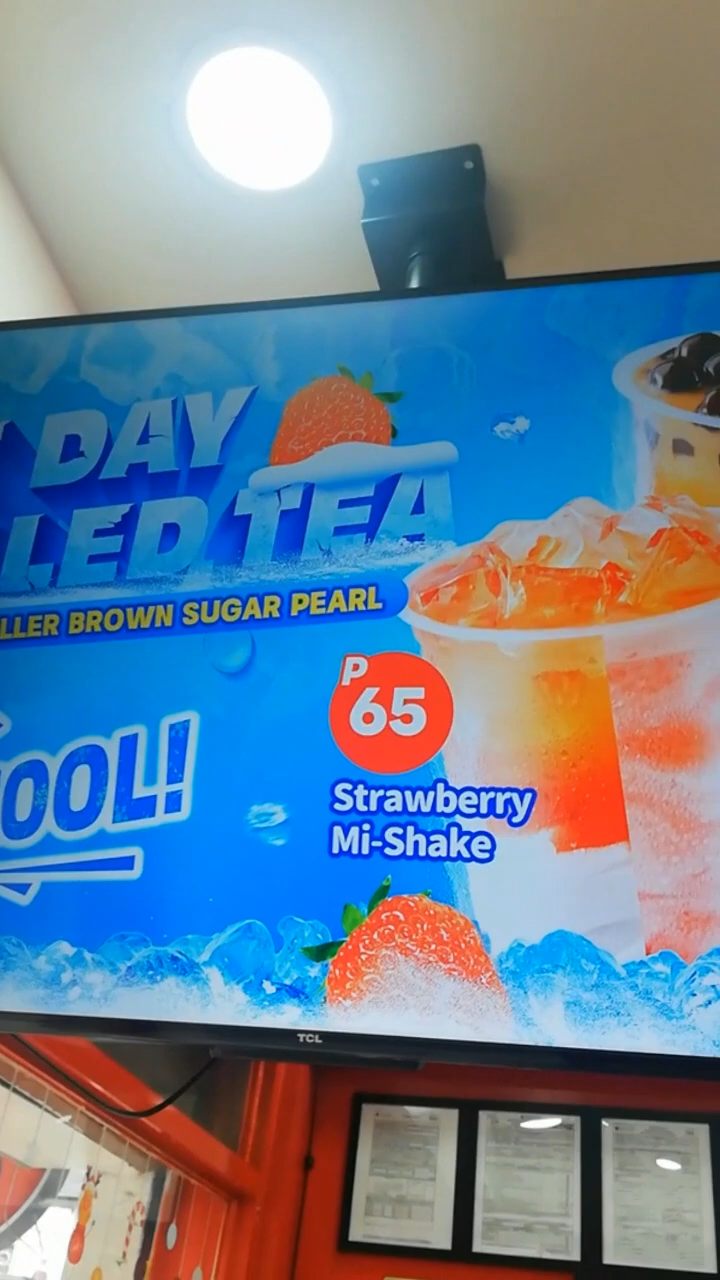 DAY
LED TEA
LLER BROWN SUGAR PEARL
OOL!
P
65
Strawberry
Mi-Shake
TCL